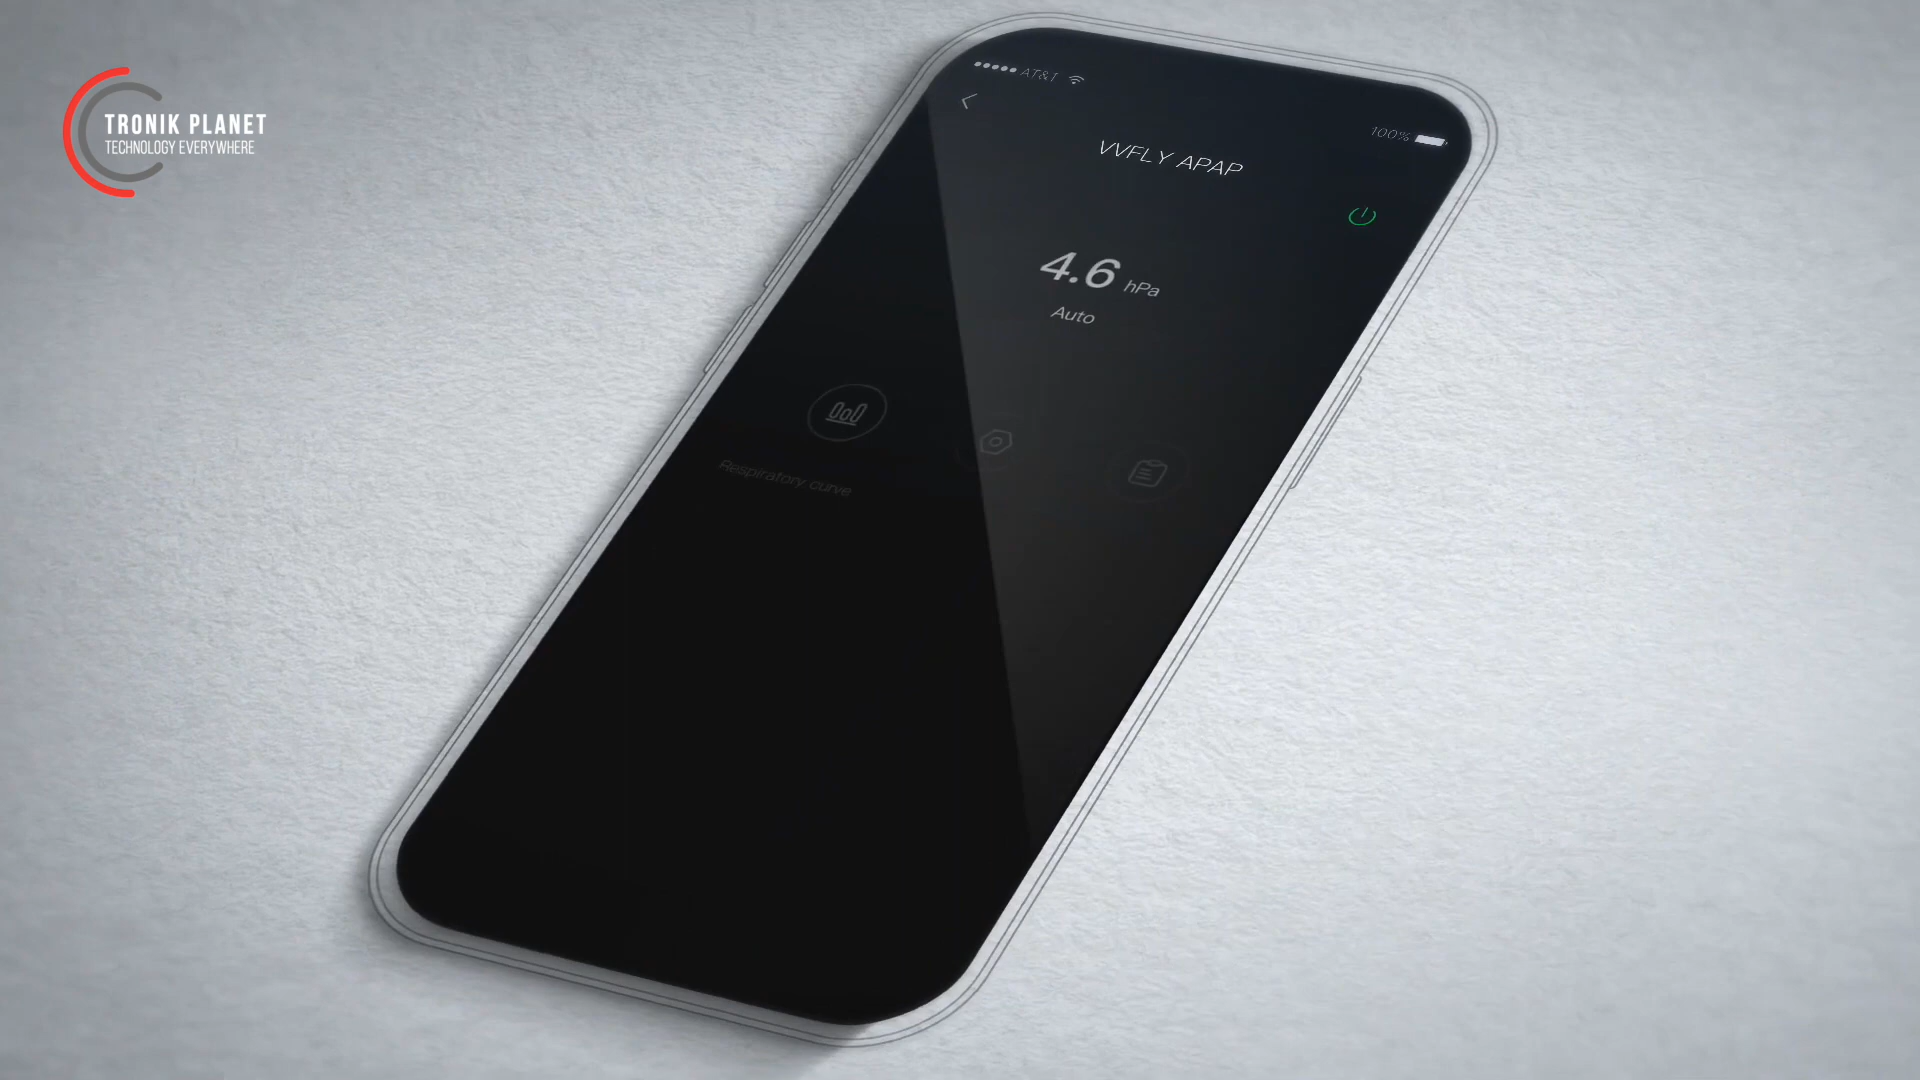 TRONIK PLANET
TECHNOLOGY EVERYWHERE
AT&T
100%
VVFLY APAP
4.6 hPa
Auto
Respiratory curve